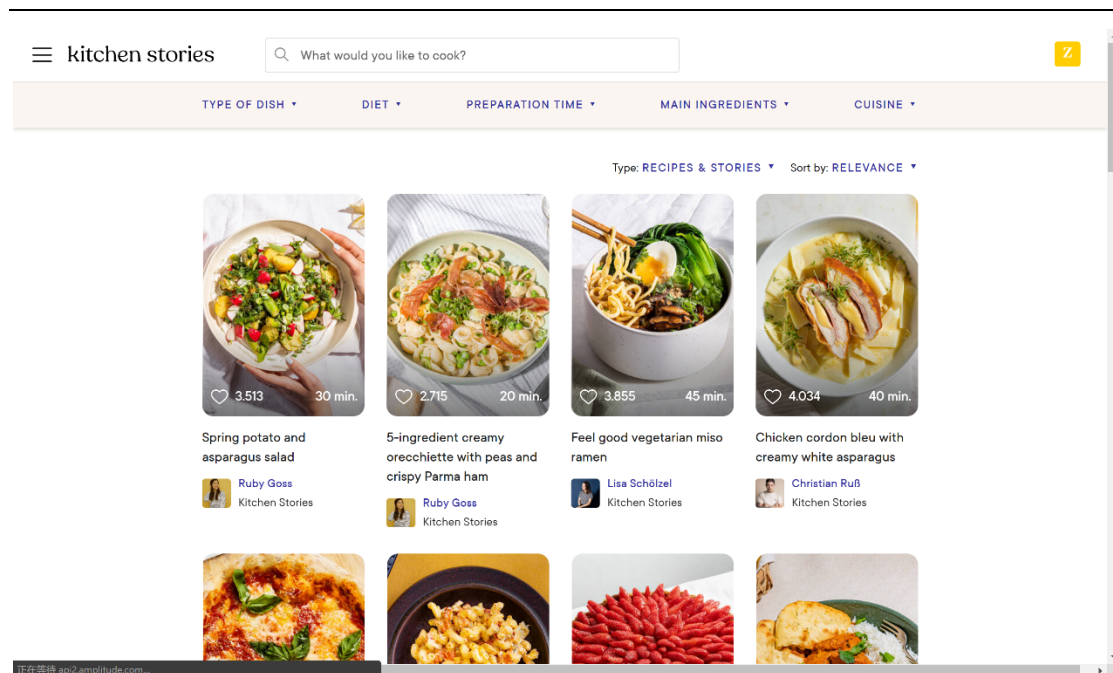 kitchen stories
What would you like to cook?
Z
TYPE OF DISH ▼ DIET ▼ PREPARATION TIME ▼ MAIN INGREDIENTS ▼ CUISINE ▼
Type: RECIPES & STORIES ▼ Sort by: RELEVANCE ▼
3.513 30 min.
2.715 20 min.
3.855 45 min.
4.034 40 min.
Spring potato and
asparagus salad
Ruby Goss
Kitchen Stories
5-ingredient creamy
orecchiette with peas and
crispy Parma ham
Ruby Goss
Kitchen Stories
Feel good vegetarian miso
ramen
Lisa Schölzel
Kitchen Stories
Chicken cordon bleu with
creamy white asparagus
Christian Ruß
Kitchen Stories
正在等待 api2.amplitude.com...